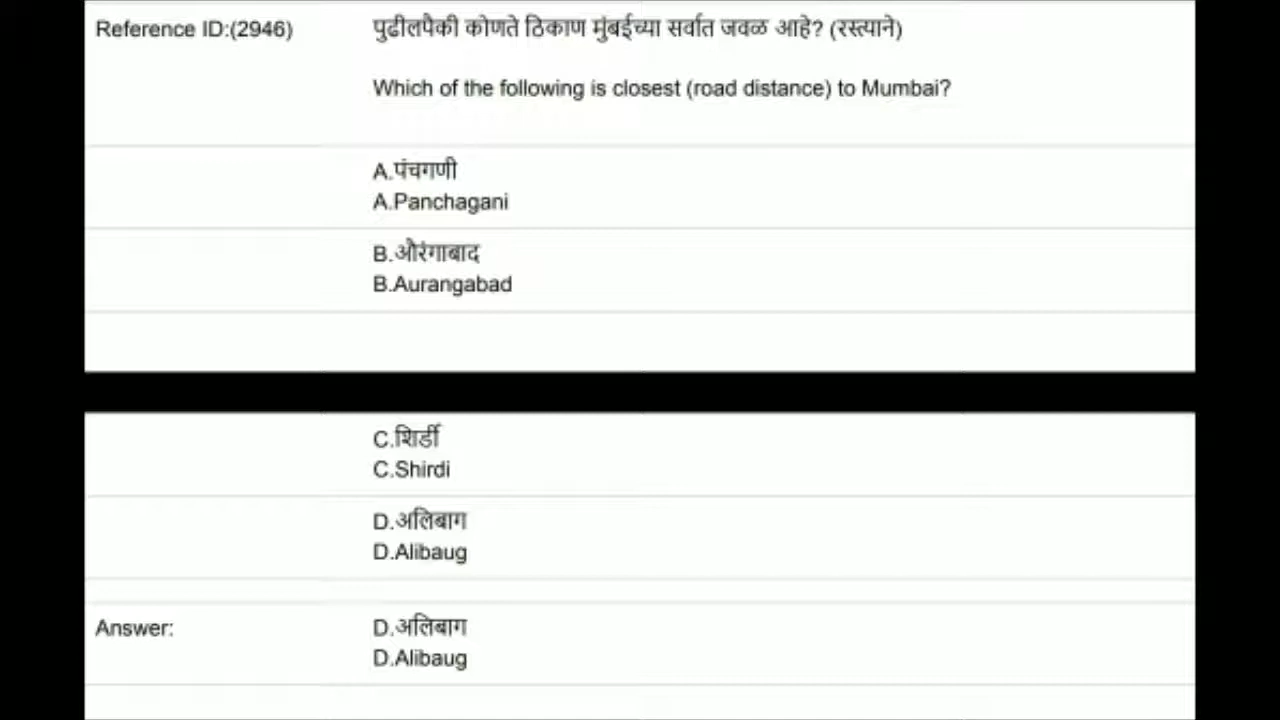 Reference ID:(2946) पुढीलपैकी कोणते ठिकाण मुंबईच्या सर्वात जवळ आहे? (रस्त्याने)
Which of the following is closest (road distance) to Mumbai?
A.पंचगणी
A.Panchagani
B.औरंगाबाद
B.Aurangabad
C.शिर्डी
C.Shirdi
D.अलिबाग
D.Alibaug
Answer: D.अलिबाग
D.Alibaug